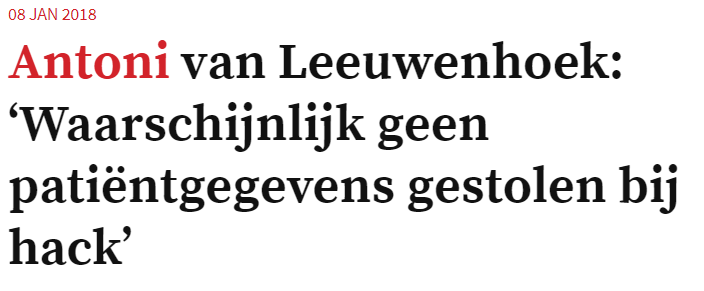 08 JAN 2018
Antoni van Leeuwenhoek:
‘Waarschijnlijk geen
patiëntgegevens gestolen bij
hack’